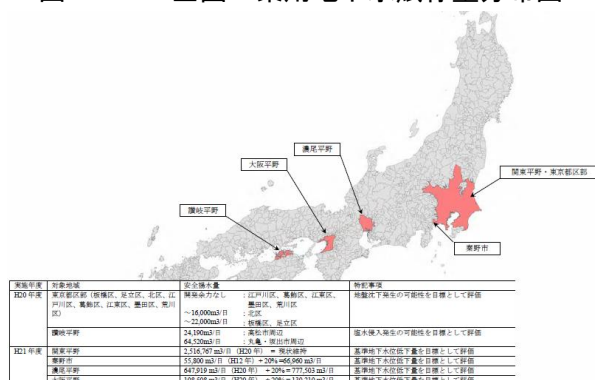 濃尾平野
大阪平野
関東平野・東京都区部
讃岐平野
秦野市
実施年度 対象地域 安全揚水量 特記事項
H20年度 東京都区部（板橋区、足立区、北区、江 開発余力なし ：江戸川区、葛飾区、江東区、 地盤沈下発生の可能性を目標として評価
戸川区、葛飾区、江東区、墨田区、荒川 墨田区、荒川区
区） ～16,000m3/日 ：北区
～22,000m3/日 ：板橋区、足立区
讃岐平野 24,190m3/日 ：高松市周辺 塩水侵入発生の可能性を目標として評価
64,520m3/日 ：丸亀・坂出市周辺
H21年度 関東平野 2,516,767 m3/日（H20年）＝現状維持 基準地下水位低下量を目標として評価
秦野市 55,800 m3/日（H12年）+20% =66,960 m3/日 基準地下水位低下量を目標として評価
濃尾平野 647,919 m3/日（H20年）+20% = 777,503 m3/日 基準地下水位低下量を目標として評価